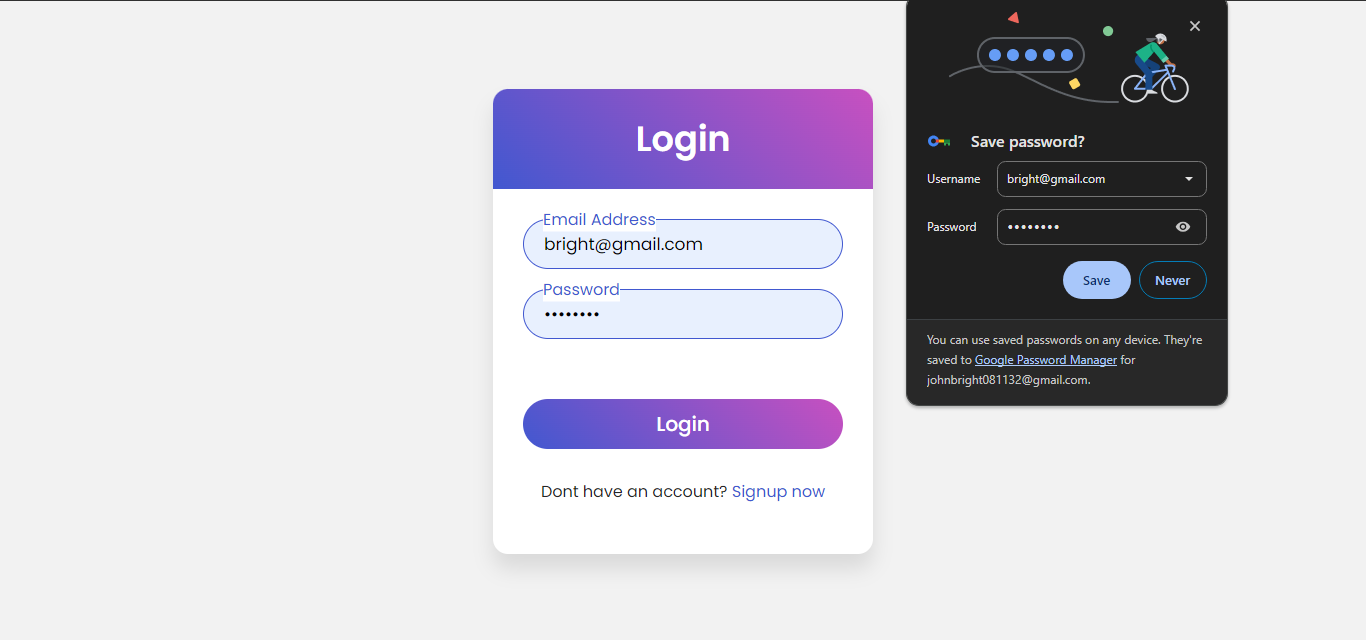 Login
Email Address
bright@gmail.com
Password
••••••••
Login
Dont have an account? Signup now
Save password?
Username bright@gmail.com
Password ••••••••
Save Never
You can use saved passwords on any device. They're
saved to Google Password Manager for
johnbright081132@gmail.com.